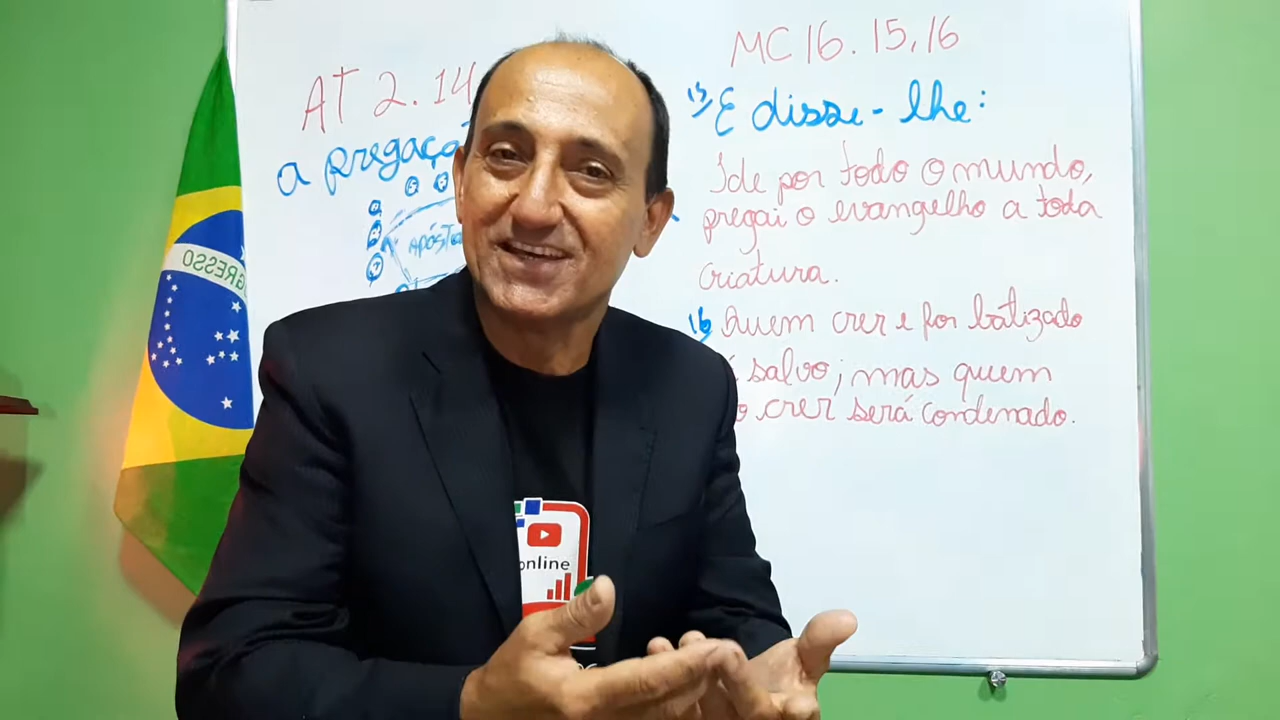 AT 2.14
a pregaçã
APÓST
MC 16.15,16
15 E disse-lhe:
Ide por todo o mundo,
pregai o evangelho a toda
criatura.
16 Quem crer e for batizado
á salvo; mas quem
o crer será condenado.
GRESSO
online